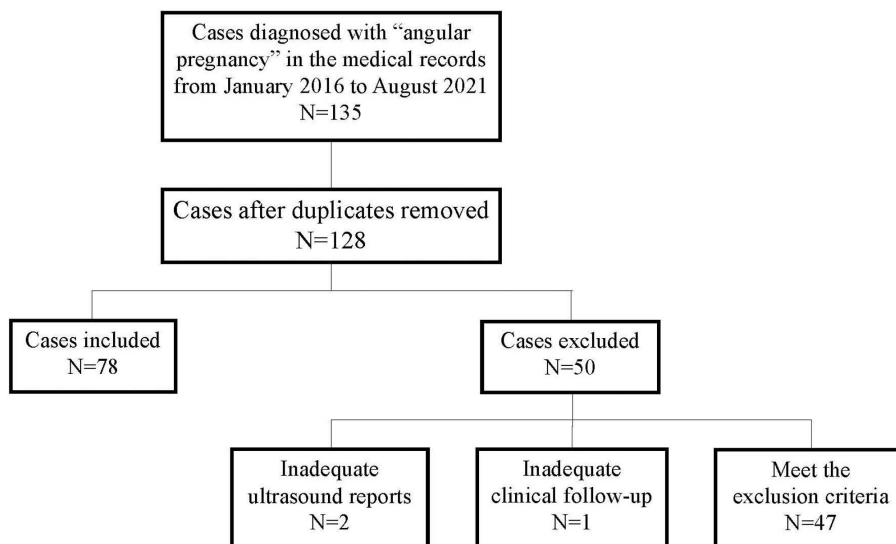 Cases diagnosed with “angular
pregnancy” in the medical records
from January 2016 to August 2021
N=135
Cases after duplicates removed
N=128
Cases included
N=78
Cases excluded
N=50
Inadequate
ultrasound reports
N=2
Inadequate
clinical follow-up
N=1
Meet the
exclusion criteria
N=47